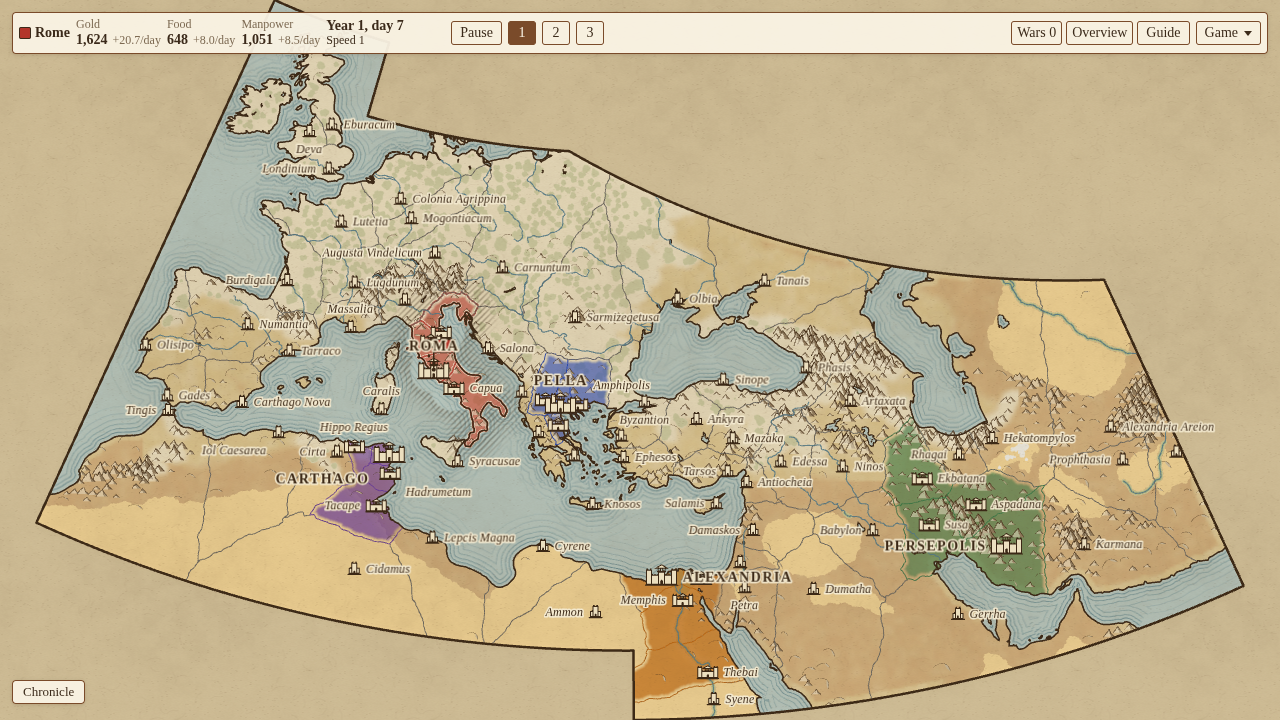 Rome
Gold
1,624 +20.7/day
Food
648 +8.0/day
Manpower
1,051 +8.5/day
Year 1, day 7
Speed 1
Pause
1
2
3
Wars 0
Overview
Guide
Game
Eburacum
Deva
Londinium
Colonia Agrippina
Lutetia
Mogontiacum
Augusta Vindelicum
Carnuntum
Burdigala
Lugdunum
Tanais
Olbia
Massalia
Numantia
Sarmizegetusa
Olisipo
Tarraco
ROMA
Salona
Phasis
PELLA
Amphipolis
Sinope
Capua
Caralis
Gades
Carthago Nova
Artaxata
Tingis
Byzantion
Ankyra
Hippo Regius
Alexandria Areion
Mazaka
Hekatompylos
Iol Caesarea
Cirta
Rhagai
Ephesos
Syracusae
Edessa
Ninos
Prophthasia
Tarsos
CARTHAGO
Ekbatana
Antiocheia
Hadrumetum
Tacape
Knosos
Salamis
Aspadana
Susa
Damaskos
Babylon
Lepcis Magna
Cyrene
PERSEPOLIS
Karmana
Cidamus
ALEXANDRIA
Dumatha
Memphis
Petra
Ammon
Gerrha
Thebai
Syene
Chronicle